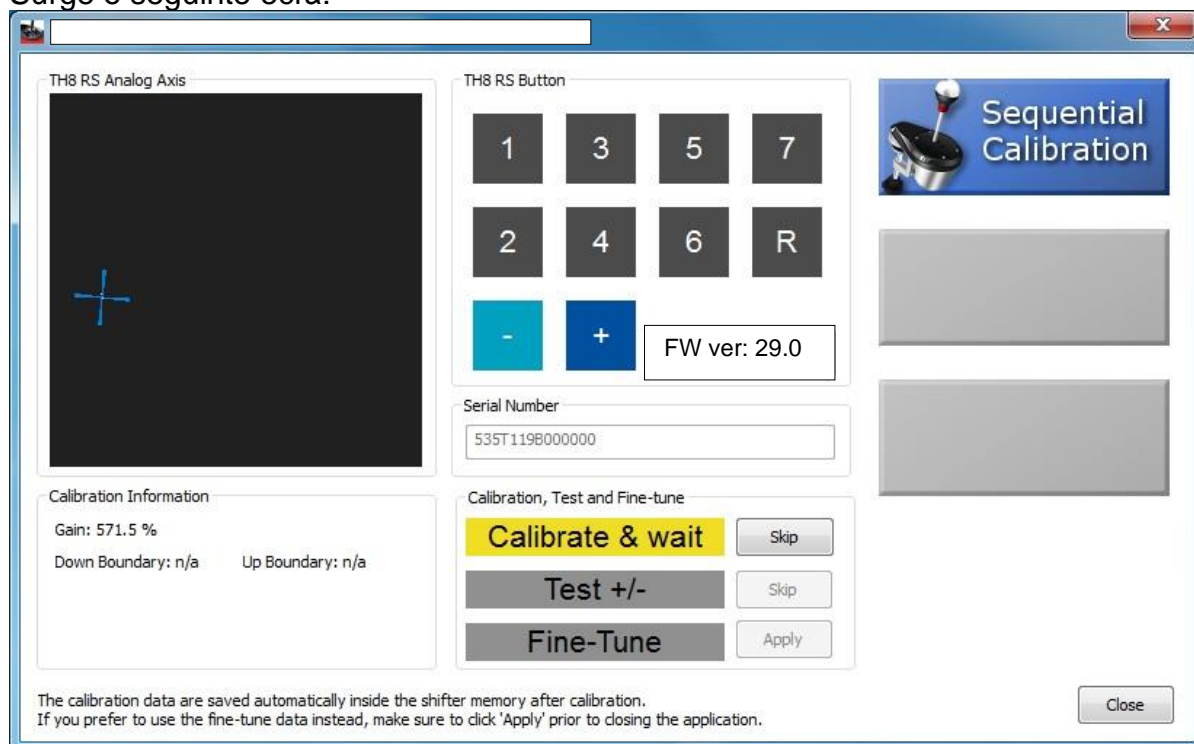 Surge o seguinte ecrã:
X
TH8 RS Analog Axis
TH8 RS Button
1 3 5 7
2 4 6 R
- +
FW ver: 29.0
Sequential
Calibration
Serial Number
535T119B000000
Calibration Information
Gain: 571.5 %
Down Boundary: n/a Up Boundary: n/a
Calibration, Test and Fine-tune
Calibrate & wait Skip
Test +/- Skip
Fine-Tune Apply
The calibration data are saved automatically inside the shifter memory after calibration.
If you prefer to use the fine-tune data instead, make sure to click 'Apply' prior to closing the application.
Close